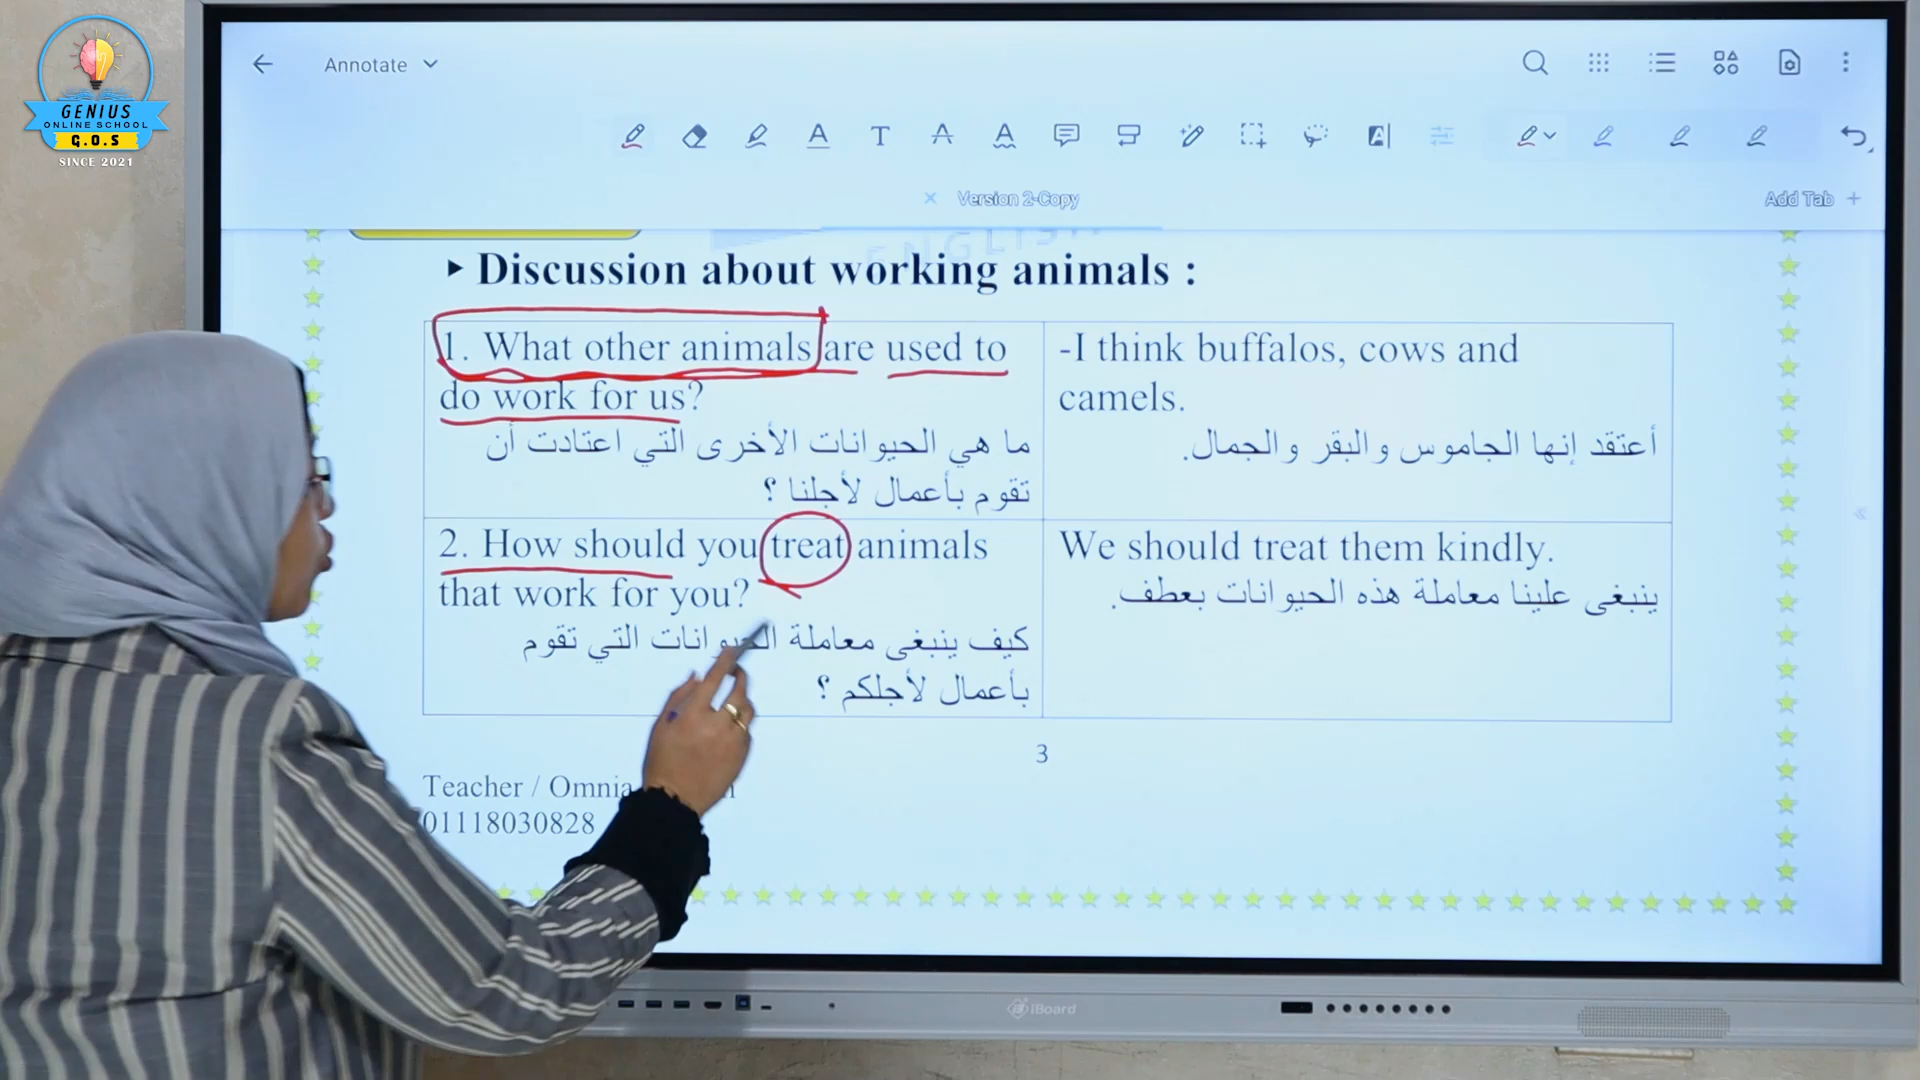 GENIUS
ONLINE SCHOOL
G.O.S
SINCE 2021
Annotate
Version 2-Copy
Add Tab +
ENGLISH
▸ Discussion about working animals :
1. What other animals are used to
do work for us?
ما هي الحيوانات الأخرى التي اعتادت أن
تقوم بأعمال لأجلنا ؟
-I think buffalos, cows and
camels.
أعتقد إنها الجاموس والبقر والجمال.
2. How should you treat animals
that work for you?
كيف ينبغى معاملة الحيوانات التي تقوم
بأعمال لأجلكم ؟
We should treat them kindly.
ينبغى علينا معاملة هذه الحيوانات بعطف.
3
Teacher / Omnia
01118030828
iBoard